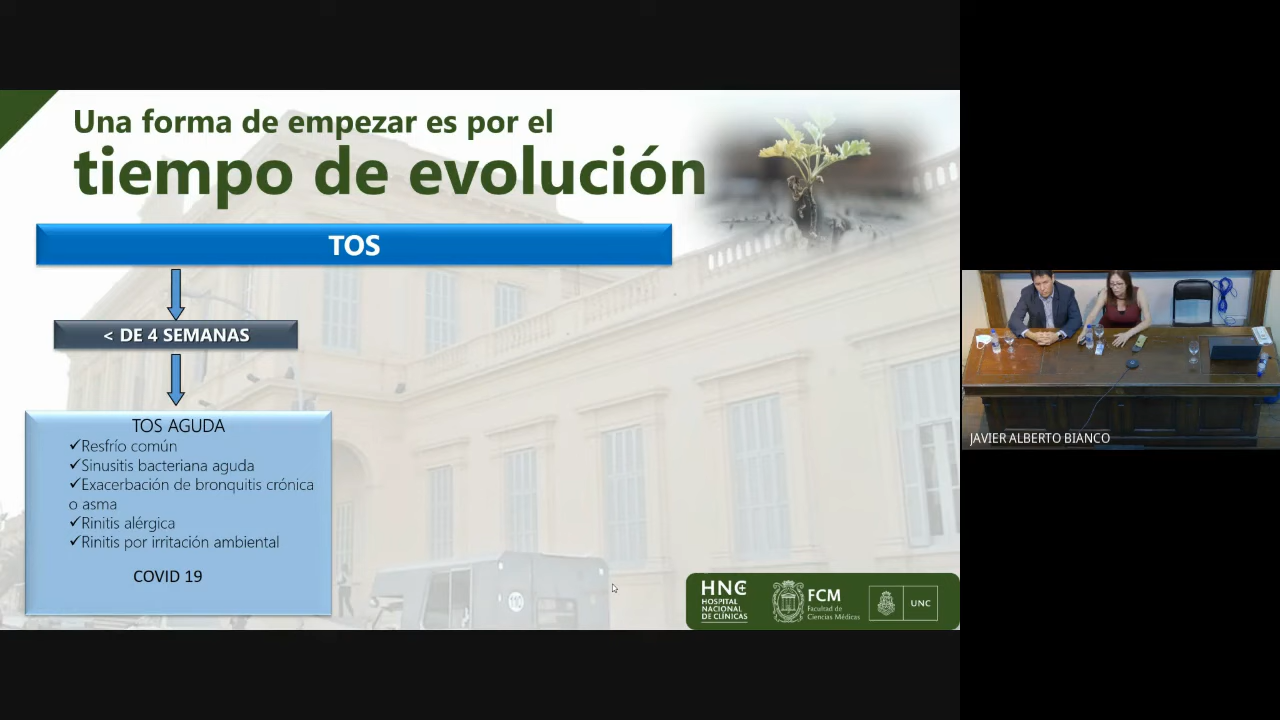 Una forma de empezar es por el
tiempo de evolución
TOS
< DE 4 SEMANAS
TOS AGUDA
✓Resfrío común
✓Sinusitis bacteriana aguda
✓Exacerbación de bronquitis crónica
o asma
✓Rinitis alérgica
✓Rinitis por irritación ambiental
COVID 19
HNC
HOSPITAL
NACIONAL
DE CLÍNICAS
FCM
Facultad de
Ciencias Médicas
UNC
JAVIER ALBERTO BIANCO